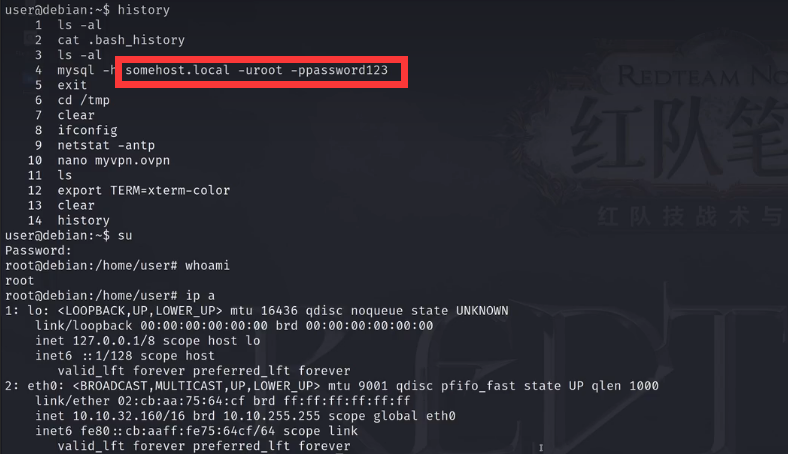 user@debian:~$ history
    1  ls -al
    2  cat .bash_history
    3  ls -al
    4  mysql -h somehost.local -uroot -ppassword123
    5  exit
    6  cd /tmp
    7  clear
    8  ifconfig
    9  netstat -antp
   10  nano myvpn.ovpn
   11  ls
   12  export TERM=xterm-color
   13  clear
   14  history
user@debian:~$ su
Password:
root@debian:/home/user# whoami
root
root@debian:/home/user# ip a
1: lo: <LOOPBACK,UP,LOWER_UP> mtu 16436 qdisc noqueue state UNKNOWN
    link/loopback 00:00:00:00:00:00 brd 00:00:00:00:00:00
    inet 127.0.0.1/8 scope host lo
    inet6 ::1/128 scope host
       valid_lft forever preferred_lft forever
2: eth0: <BROADCAST,MULTICAST,UP,LOWER_UP> mtu 9001 qdisc pfifo_fast state UP qlen 1000
    link/ether 02:cb:aa:75:64:cf brd ff:ff:ff:ff:ff:ff
    inet 10.10.32.160/16 brd 10.10.255.255 scope global eth0
    inet6 fe80::cb:aaff:fe75:64cf/64 scope link
       valid_lft forever preferred_lft forever
REDTEAM NO
红队笔
红队技战术与